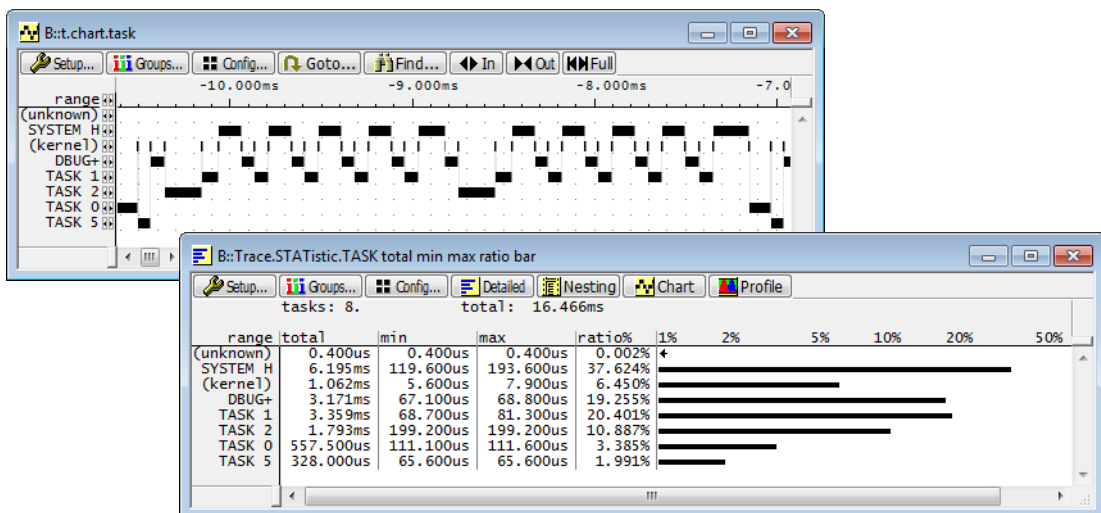 B::t.chart.task
Setup... Groups... Config... Goto... Find... In Out Full
-10.000ms -9.000ms -8.000ms -7.0
range
(unknown)
SYSTEM H
(kernel)
DBUG+
TASK 1
TASK 2
TASK 0
TASK 5
B::Trace.STATistic.TASK total min max ratio bar
Setup... Groups... Config... Detailed Nesting Chart Profile
tasks: 8. total: 16.466ms
range total min max ratio% 1% 2% 5% 10% 20% 50%
(unknown) 0.400us 0.400us 0.400us 0.002%
SYSTEM H 6.195ms 119.600us 193.600us 37.624%
(kernel) 1.062ms 5.600us 7.900us 6.450%
DBUG+ 3.171ms 67.100us 68.800us 19.255%
TASK 1 3.359ms 68.700us 81.300us 20.401%
TASK 2 1.793ms 199.200us 199.200us 10.887%
TASK 0 557.500us 111.100us 111.600us 3.385%
TASK 5 328.000us 65.600us 65.600us 1.991%